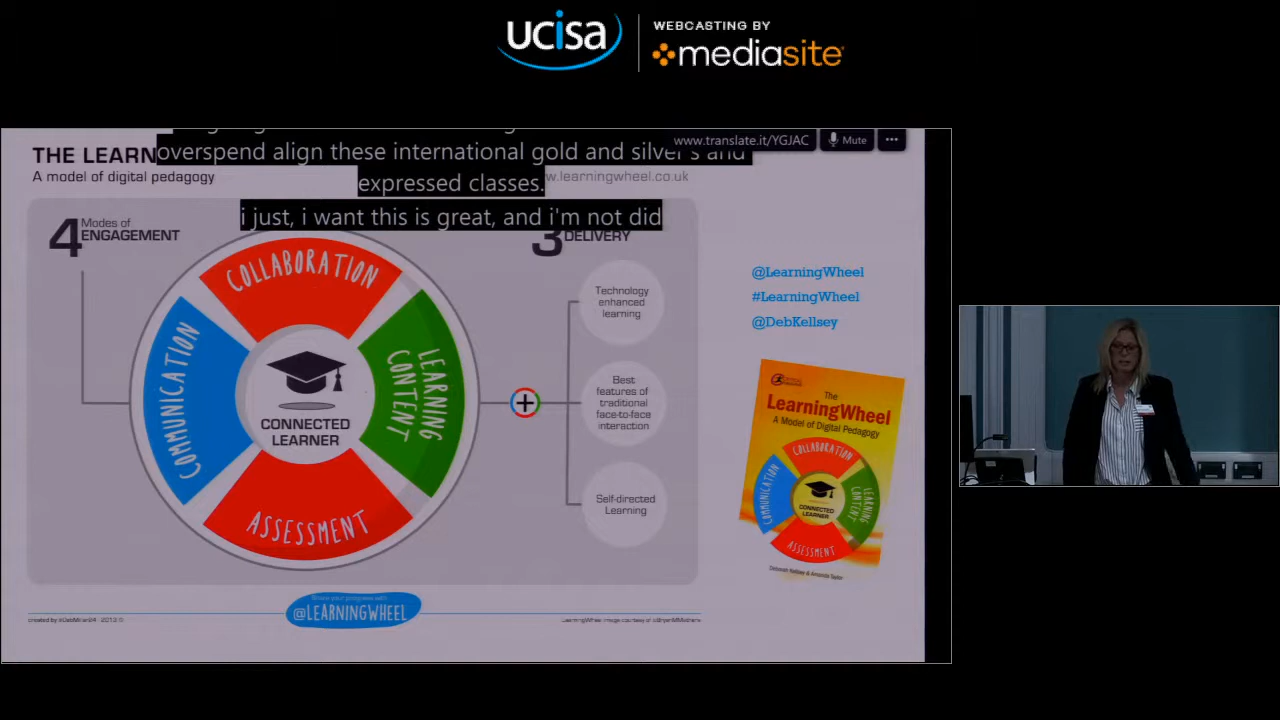 ucisa
WEBCASTING BY
mediasite
www.translate.it/YGJAC
Mute
THE LEARN
overspend align these international gold and silver's and
A model of digital pedagogy
expressed classes.
w.learningwheel.co.uk
i just, i want this is great, and i'm not did
4 Modes of
ENGAGEMENT
3
DELIVERY
COLLABORATION
COMMUNICATION
LEARNING
CONTENT
ASSESSMENT
CONNECTED
LEARNER
+
Technology
enhanced
learning
Best
features of
traditional
face-to-face
interaction
Self-directed
Learning
@LearningWheel
#LearningWheel
@DebKellsey
The
LearningWheel
A Model of Digital Pedagogy
COLLABORATION
COMMUNICATION
LEARNING
CONTENT
CONNECTED
LEARNER
ASSESSMENT
Share your progress with
@LEARNINGWHEEL